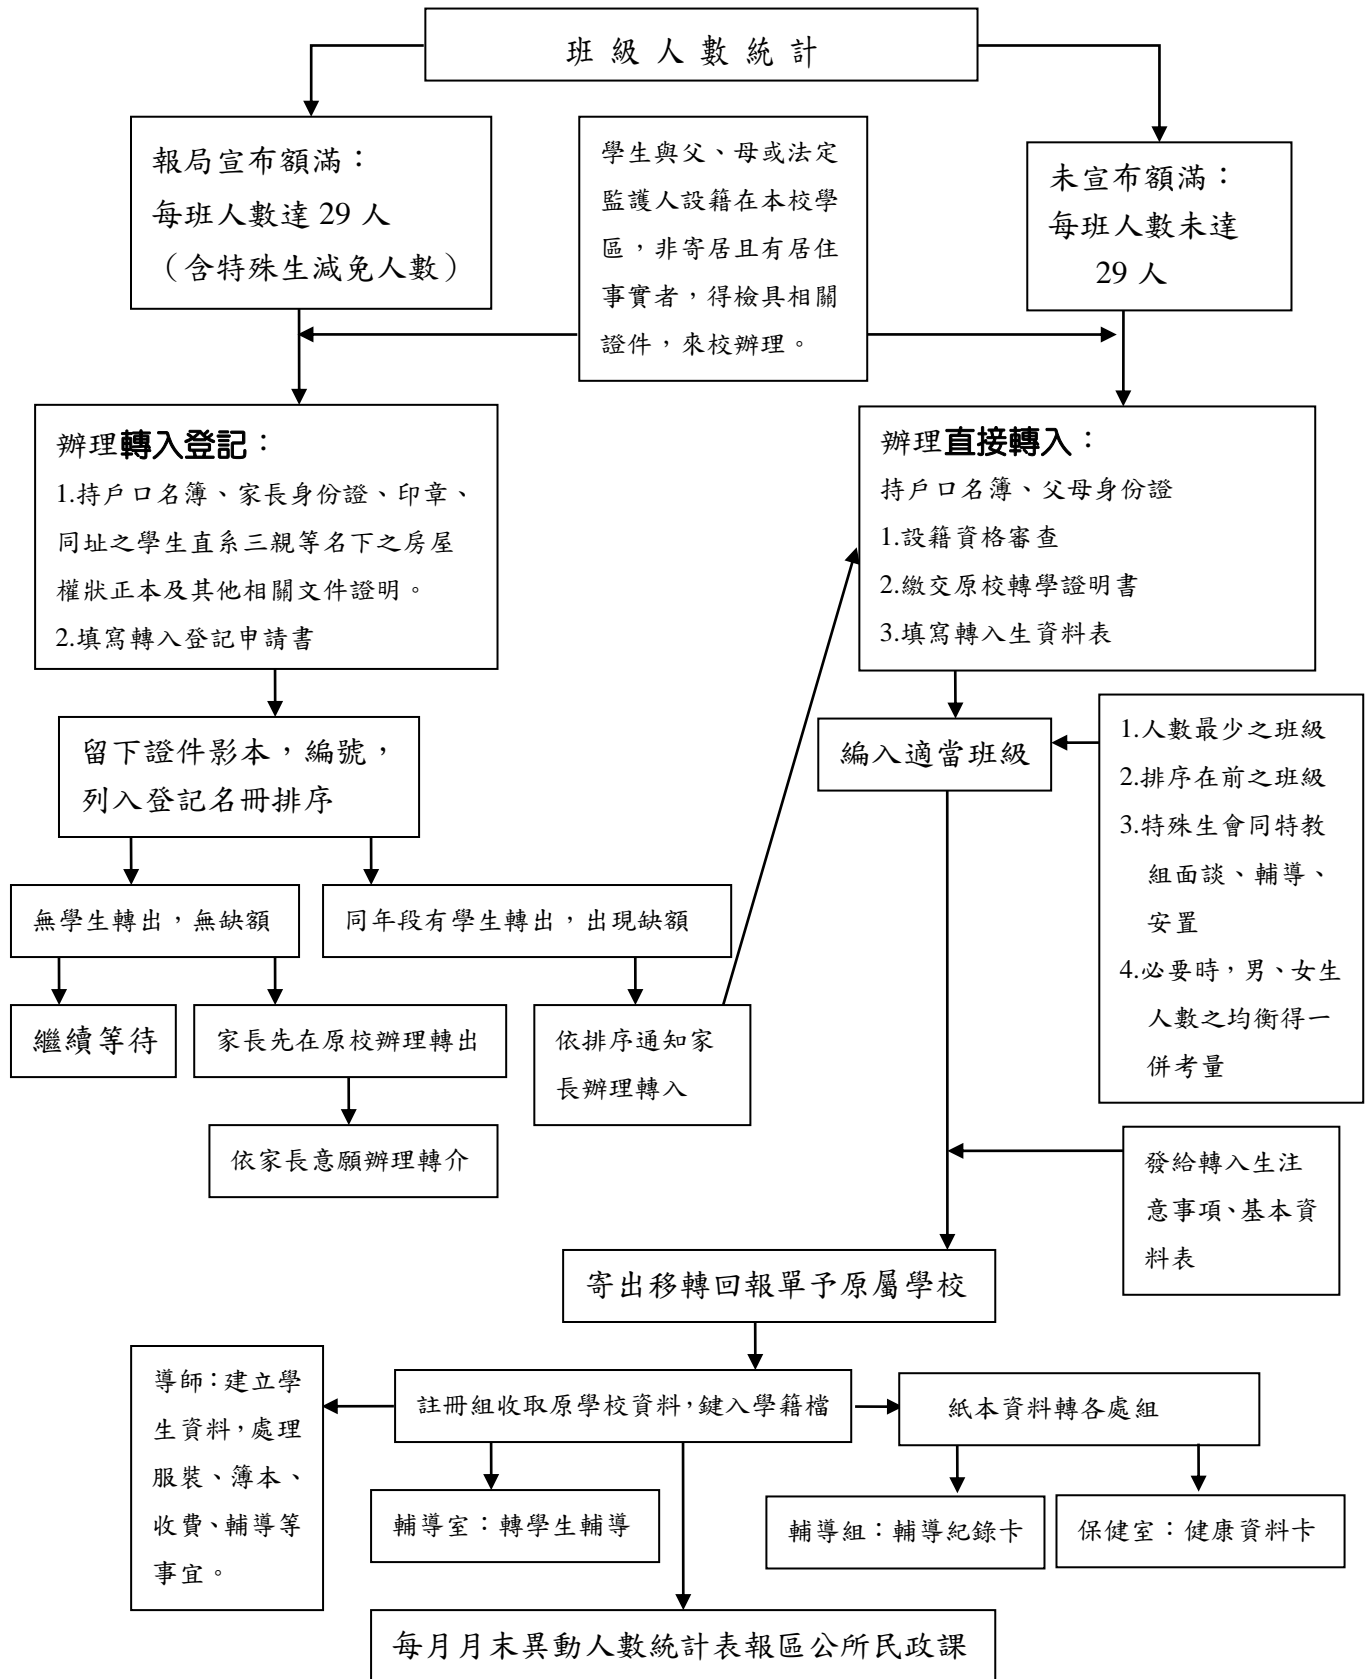 班級人數統計
報局宣布額滿：
每班人數達 29 人
（含特殊生減免人數）
學生與父、母或法定
監護人設籍在本校學
區，非寄居且有居住
事實者，得檢具相關
證件，來校辦理。
未宣布額滿：
每班人數未達
29 人
辦理轉入登記：
1.持戶口名簿、家長身份證、印章、
同址之學生直系三親等名下之房屋
權狀正本及其他相關文件證明。
2.填寫轉入登記申請書
辦理直接轉入：
持戶口名簿、父母身份證
1.設籍資格審查
2.繳交原校轉學證明書
3.填寫轉入生資料表
留下證件影本，編號，
列入登記名冊排序
編入適當班級
1.人數最少之班級
2.排序在前之班級
3.特殊生會同特教
組面談、輔導、
安置
4.必要時，男、女生
人數之均衡得一
併考量
無學生轉出，無缺額
同年段有學生轉出，出現缺額
繼續等待
家長先在原校辦理轉出
依排序通知家
長辦理轉入
依家長意願辦理轉介
發給轉入生注
意事項、基本資
料表
寄出移轉回報單予原屬學校
導師：建立學
生資料，處理
服裝、簿本、
收費、輔導等
事宜。
註冊組收取原學校資料，鍵入學籍檔
紙本資料轉各處組
輔導室：轉學生輔導
輔導組：輔導紀錄卡
保健室：健康資料卡
每月月末異動人數統計表報區公所民政課